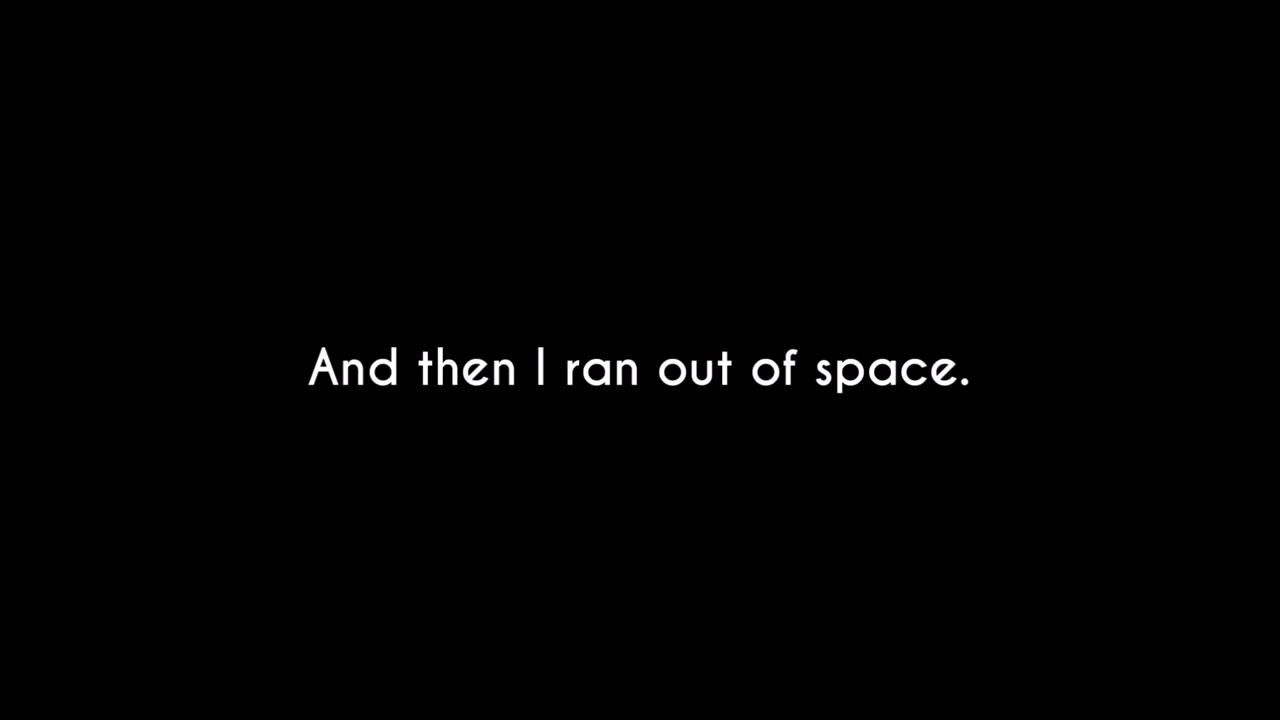 And then I ran out of space.